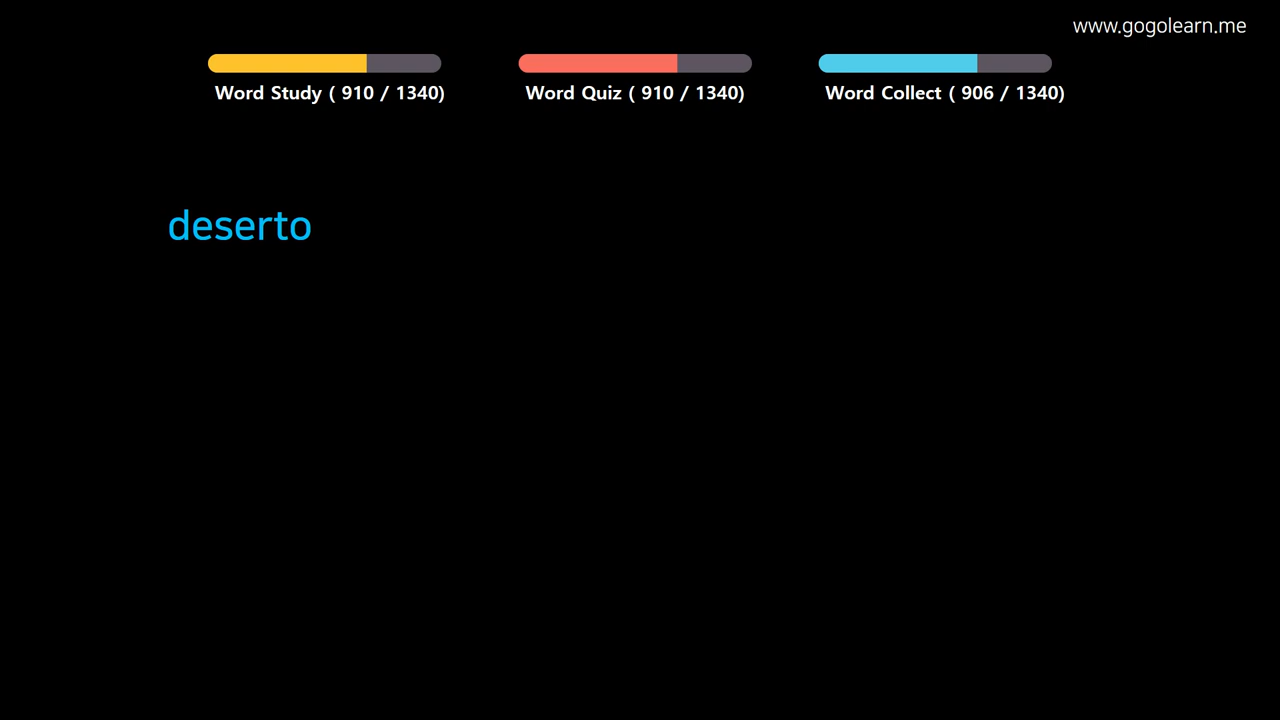 www.gogolearn.me
Word Study ( 910 / 1340)
Word Quiz ( 910 / 1340)
Word Collect ( 906 / 1340)
deserto